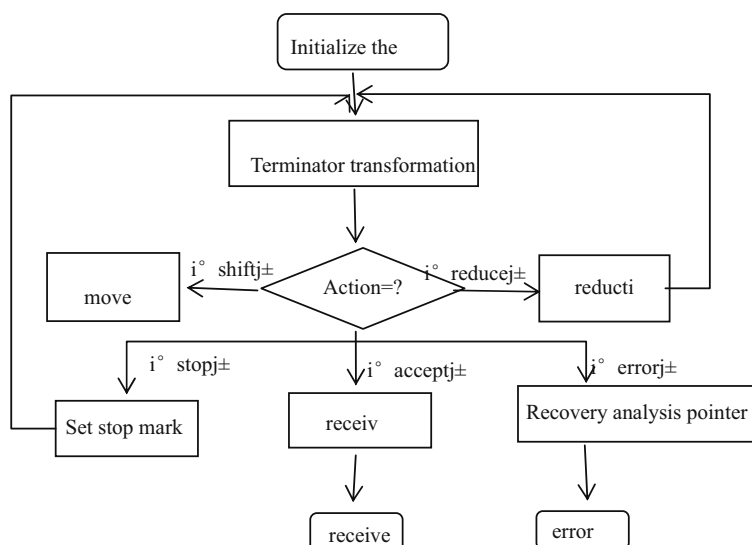 Initialize the
Terminator transformation
i° shiftj±
Action=?
i° reducej±
move
reducti
i° stopj±
i° acceptj±
i° errorj±
Set stop mark
receiv
Recovery analysis pointer
receive
error